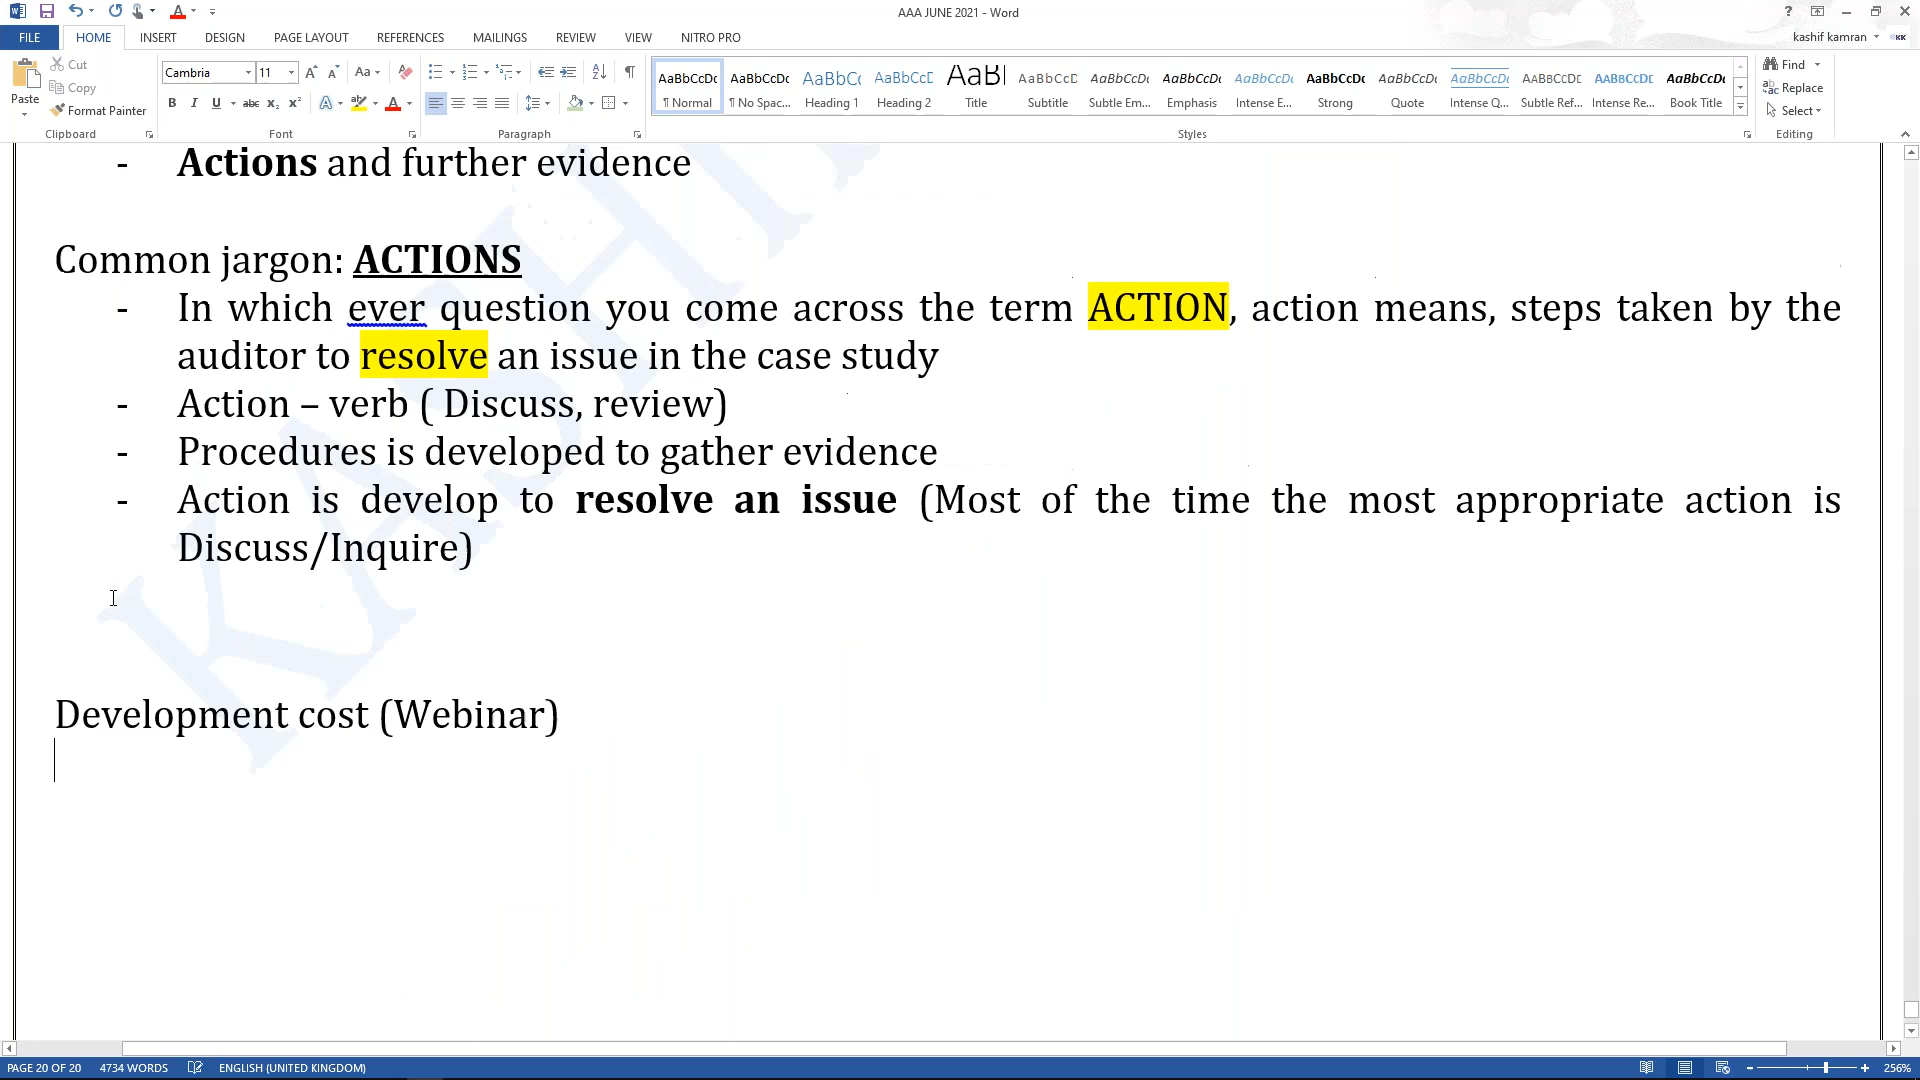 AAA JUNE 2021 - Word
FILE HOME INSERT DESIGN PAGE LAYOUT REFERENCES MAILINGS REVIEW VIEW NITRO PRO
kashif kamran
Paste
Cut
Copy
Format Painter
Clipboard
Cambria 11
Font
Paragraph
AaBbCcDc AaBbCcDc AaBbCc AaBbCcD AaBl AaBbCcD AaBbCcDc AaBbCcDc AaBbCcDc AaBbCcDc AaBbCcDc AaBbCcDc AaBbCcDc AaBbCcDc AaBbCcDc
¶ Normal ¶ No Spac... Heading 1 Heading 2 Title Subtitle Subtle Em... Emphasis Intense E... Strong Quote Intense Q... Subtle Ref... Intense Re... Book Title
Styles
Find
Replace
Select
Editing
- Actions and further evidence
Common jargon: ACTIONS
- In which ever question you come across the term ACTION, action means, steps taken by the
auditor to resolve an issue in the case study
- Action – verb ( Discuss, review)
- Procedures is developed to gather evidence
- Action is develop to resolve an issue (Most of the time the most appropriate action is
Discuss/Inquire)
Development cost (Webinar)
KASHI
PAGE 20 OF 20 4734 WORDS ENGLISH (UNITED KINGDOM) 256%